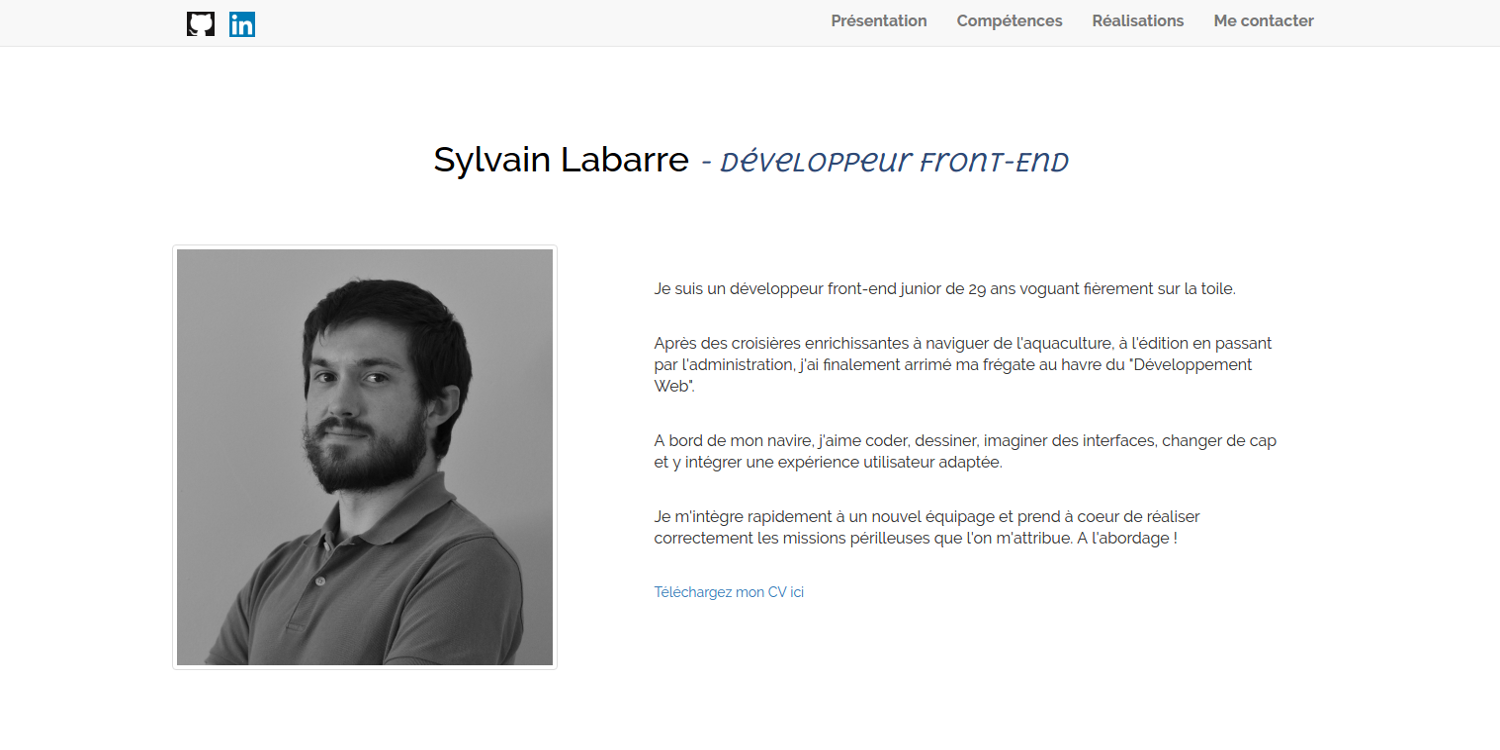 in
Présentation Compétences Réalisations Me contacter
Sylvain Labarre - Développeur Front-End
Je suis un développeur front-end junior de 29 ans voguant fièrement sur la toile.
Après des croisières enrichissantes à naviguer de l'aquaculture, à l'édition en passant
par l'administration, j'ai finalement arrimé ma frégate au havre du "Développement
Web".
A bord de mon navire, j'aime coder, dessiner, imaginer des interfaces, changer de cap
et y intégrer une expérience utilisateur adaptée.
Je m'intègre rapidement à un nouvel équipage et prend à coeur de réaliser
correctement les missions périlleuses que l'on m'attribue. A l'abordage !
Téléchargez mon CV ici